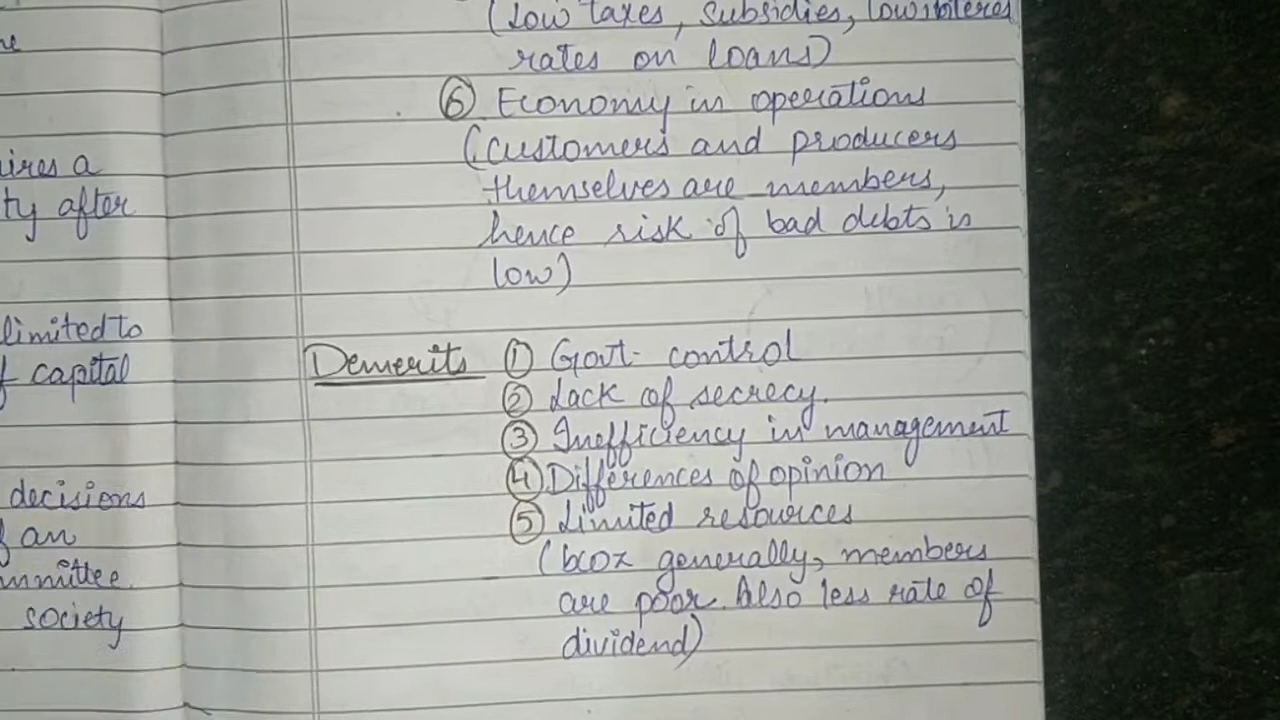 re
ires a
ty after
limited to
f capital
decisions
f an
mmittee
society
(Low taxes, subsidies, low interes
rates on loans)
⑥ Economy in operations
(customers and producers
themselves are members,
hence risk of bad debts is
low)
Demerits ① Govt. control
② Lack of secrecy.
③ Inefficiency in management
④ Differences of opinion
⑤ Limited resources
(bcoz generally, members
are poor. Also less rate of
dividend)